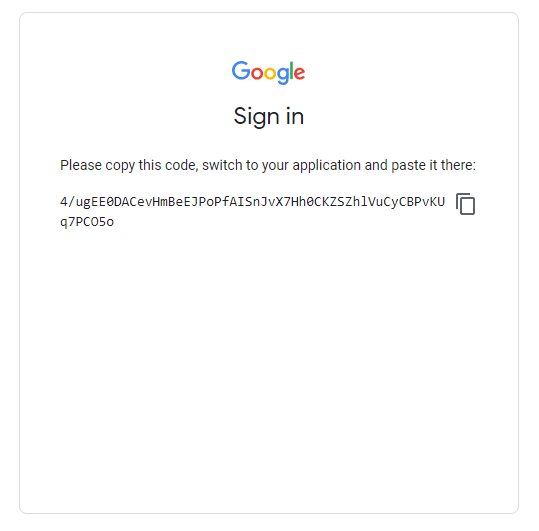 Google
Sign in
Please copy this code, switch to your application and paste it there:
4/ugEE0DACevHmBeEJPoPfAISnJvX7Hh0CKZSZhlVuCyCBPvKU
q7PCO5o